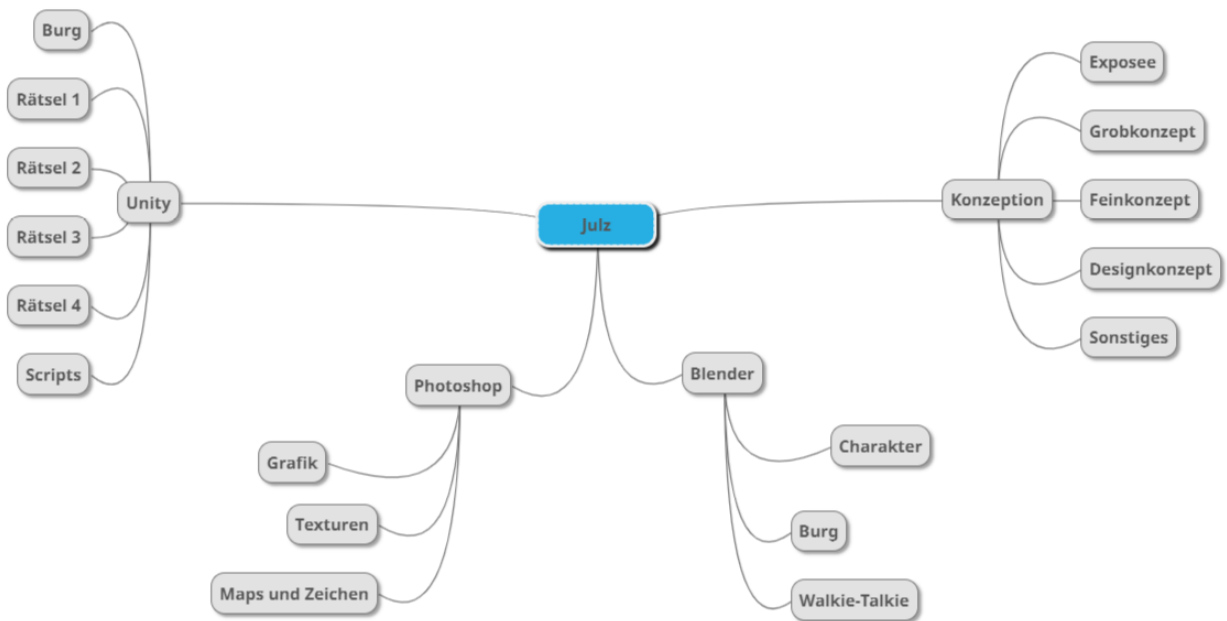 Burg
Rätsel 1
Rätsel 2
Rätsel 3
Rätsel 4
Scripts
Unity
Julz
Konzeption
Exposee
Grobkonzept
Feinkonzept
Designkonzept
Sonstiges
Photoshop
Grafik
Texturen
Maps und Zeichen
Blender
Charakter
Burg
Walkie-Talkie